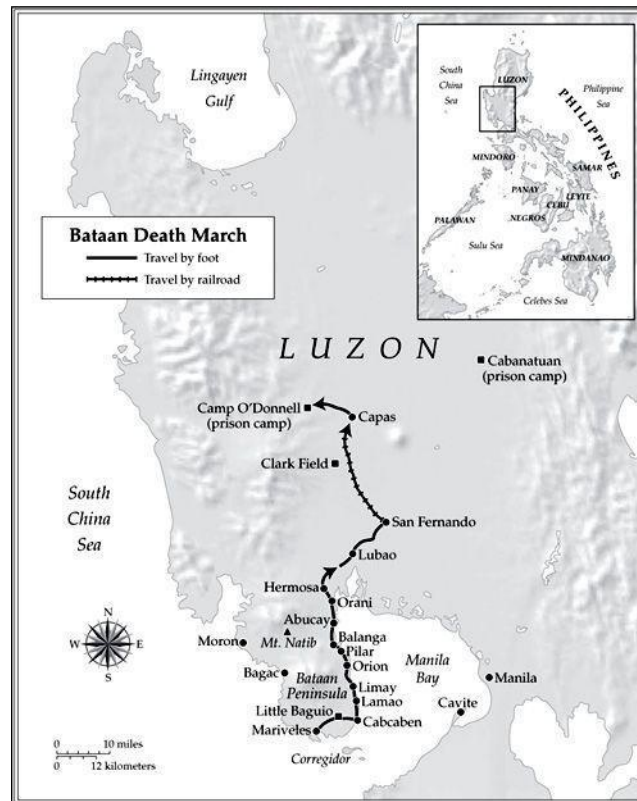 Lingayen
Gulf
South
China
Sea
LUZON
Philippine
Sea
PHILIPPINES
MINDORO
SAMAR
PANAY
LEYTE
CEBU
NEGROS
PALAWAN
Sulu Sea
MINDANAO
Celebes Sea
Bataan Death March
Travel by foot
Travel by railroad
LUZON
Cabanatuan
(prison camp)
Camp O'Donnell
(prison camp)
Capas
Clark Field
South
China
Sea
San Fernando
Lubao
Hermosa
Orani
Abucay
Mt. Natib
Moron
Balanga
Pilar
Orion
Bagac
Bataan
Peninsula
Limay
Lamao
Manila
Bay
Manila
Cavite
Little Baguio
Cabcaben
Mariveles
Corregidor
N
W
E
S
0
10 miles
0
12 kilometers